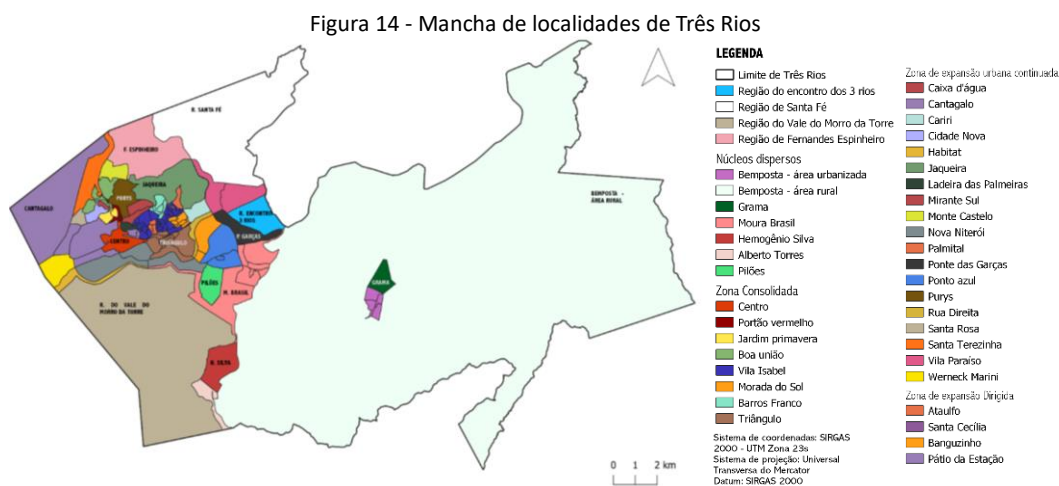 Figura 14 - Mancha de localidades de Três Rios
R. SANTA FÉ
F. ESPINHEIRO
JAQUEIRA
PURYS
CANTAGALO
CENTRO
TRIÂNGULO
R. ENCONTRO
3 RIOS
P. GARÇAS
PILÕES
M. BRASIL
R. DO VALE DO
MORRO DA TORRE
H. SILVA
GRAMA
BEMPOSTA -
ÁREA RURAL
0 1 2 km
LEGENDA
Limite de Três Rios
Região do encontro dos 3 rios
Região de Santa Fé
Região do Vale do Morro da Torre
Região de Fernandes Espinheiro
Núcleos dispersos
Bemposta - área urbanizada
Bemposta - área rural
Grama
Moura Brasil
Hemogênio Silva
Alberto Torres
Pilões
Zona Consolidada
Centro
Portão vermelho
Jardim primavera
Boa união
Vila Isabel
Morada do Sol
Barros Franco
Triângulo
Sistema de coordenadas: SIRGAS
2000 - UTM Zona 23s
Sistema de projeção: Universal
Transversa do Mercator
Datum: SIRGAS 2000
Zona de expansão urbana continuada
Caixa d'água
Cantagalo
Cariri
Cidade Nova
Habitat
Jaqueira
Ladeira das Palmeiras
Mirante Sul
Monte Castelo
Nova Niterói
Palmital
Ponte das Garças
Ponto azul
Purys
Rua Direita
Santa Rosa
Santa Terezinha
Vila Paraíso
Werneck Marini
Zona de expansão Dirigida
Ataulfo
Santa Cecília
Banguzinho
Pátio da Estação